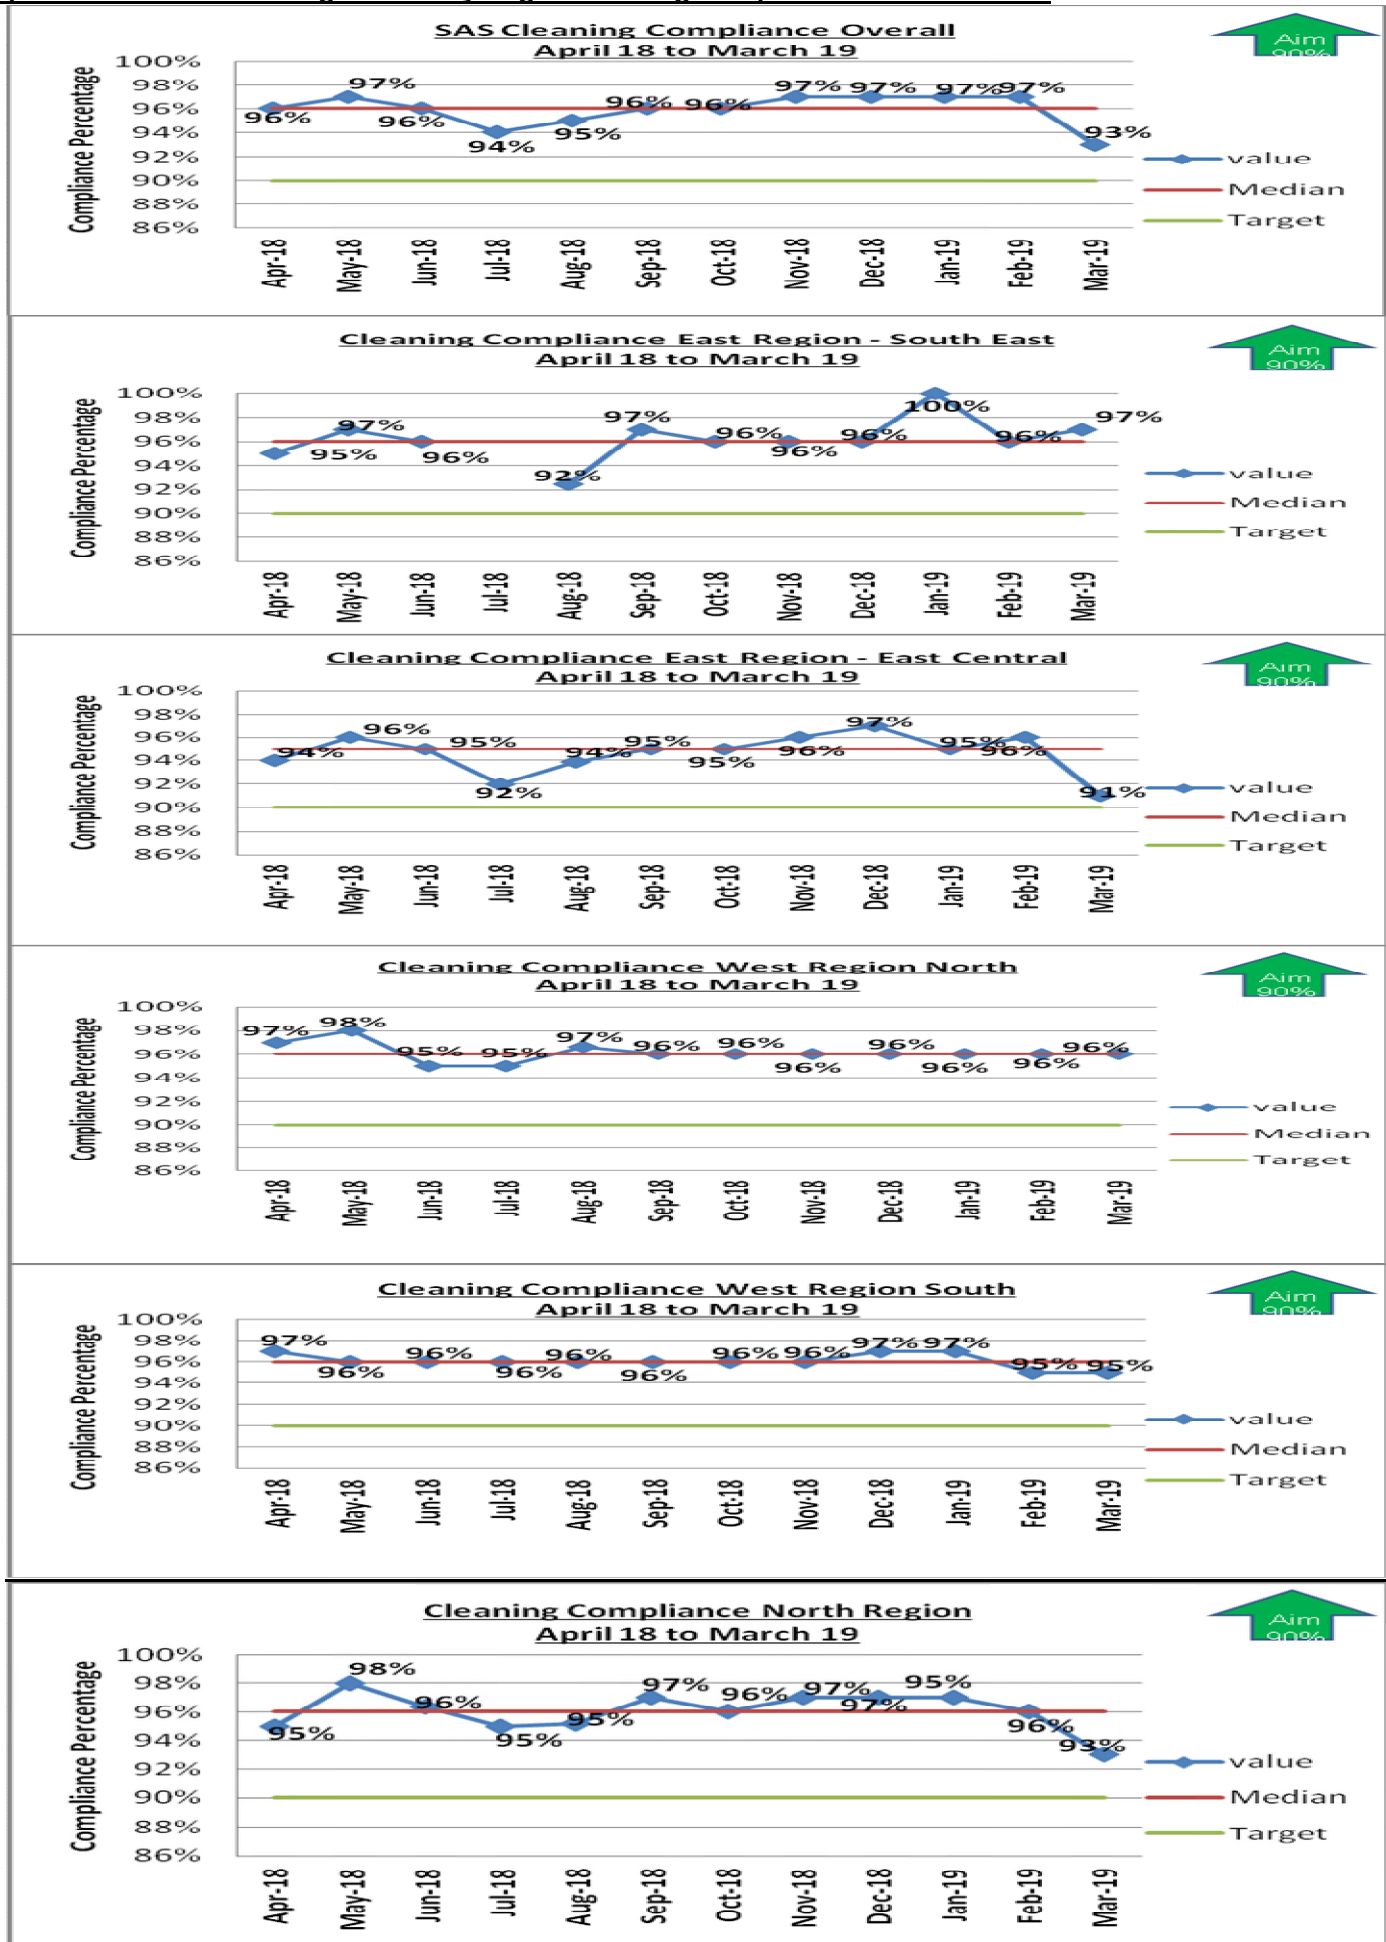 SAS Cleaning Compliance Overall
April 18 to March 19
Aim
90%
Compliance Percentage
100%
98%
96%
94%
92%
90%
88%
86%
96%
97%
96%
94%
95%
96%
96%
97%
97%
97%
97%
93%
value
Median
Target
Apr-18
May-18
Jun-18
Jul-18
Aug-18
Sep-18
Oct-18
Nov-18
Dec-18
Jan-19
Feb-19
Mar-19
Cleaning Compliance East Region - South East
April 18 to March 19
Aim
90%
Compliance Percentage
100%
98%
96%
94%
92%
90%
88%
86%
95%
97%
96%
92%
97%
96%
96%
96%
100%
96%
97%
value
Median
Target
Apr-18
May-18
Jun-18
Jul-18
Aug-18
Sep-18
Oct-18
Nov-18
Dec-18
Jan-19
Feb-19
Mar-19
Cleaning Compliance East Region - East Central
April 18 to March 19
Aim
90%
Compliance Percentage
100%
98%
96%
94%
92%
90%
88%
86%
94%
96%
95%
92%
94%
95%
95%
96%
97%
95%
96%
91%
value
Median
Target
Apr-18
May-18
Jun-18
Jul-18
Aug-18
Sep-18
Oct-18
Nov-18
Dec-18
Jan-19
Feb-19
Mar-19
Cleaning Compliance West Region North
April 18 to March 19
Aim
90%
Compliance Percentage
100%
98%
96%
94%
92%
90%
88%
86%
97%
98%
95%
95%
97%
96%
96%
96%
96%
96%
96%
96%
value
Median
Target
Apr-18
May-18
Jun-18
Jul-18
Aug-18
Sep-18
Oct-18
Nov-18
Dec-18
Jan-19
Feb-19
Mar-19
Cleaning Compliance West Region South
April 18 to March 19
Aim
90%
Compliance Percentage
100%
98%
96%
94%
92%
90%
88%
86%
97%
96%
96%
96%
96%
96%
96%
96%
97%
97%
95%
95%
value
Median
Target
Apr-18
May-18
Jun-18
Jul-18
Aug-18
Sep-18
Oct-18
Nov-18
Dec-18
Jan-19
Feb-19
Mar-19
Cleaning Compliance North Region
April 18 to March 19
Aim
90%
Compliance Percentage
100%
98%
96%
94%
92%
90%
88%
86%
95%
98%
96%
95%
95%
97%
96%
97%
97%
95%
96%
93%
value
Median
Target
Apr-18
May-18
Jun-18
Jul-18
Aug-18
Sep-18
Oct-18
Nov-18
Dec-18
Jan-19
Feb-19
Mar-19